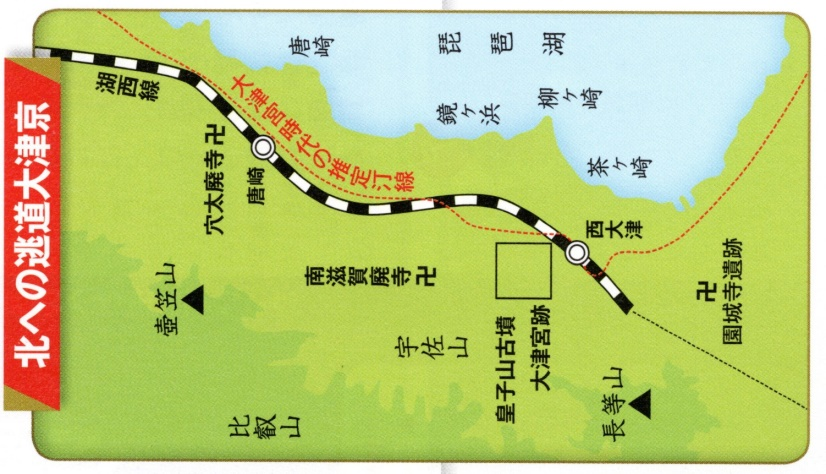 北への逃道大津京
湖西線
唐崎
琵琶湖
大津宮時代の推定汀線
鏡ヶ浜
柳ヶ崎
茶ヶ崎
穴太廃寺卍
唐崎
西大津
壺笠山
南滋賀廃寺卍
宇佐山
皇子山古墳
大津宮跡
卍
園城寺遺跡
比叡山
長等山